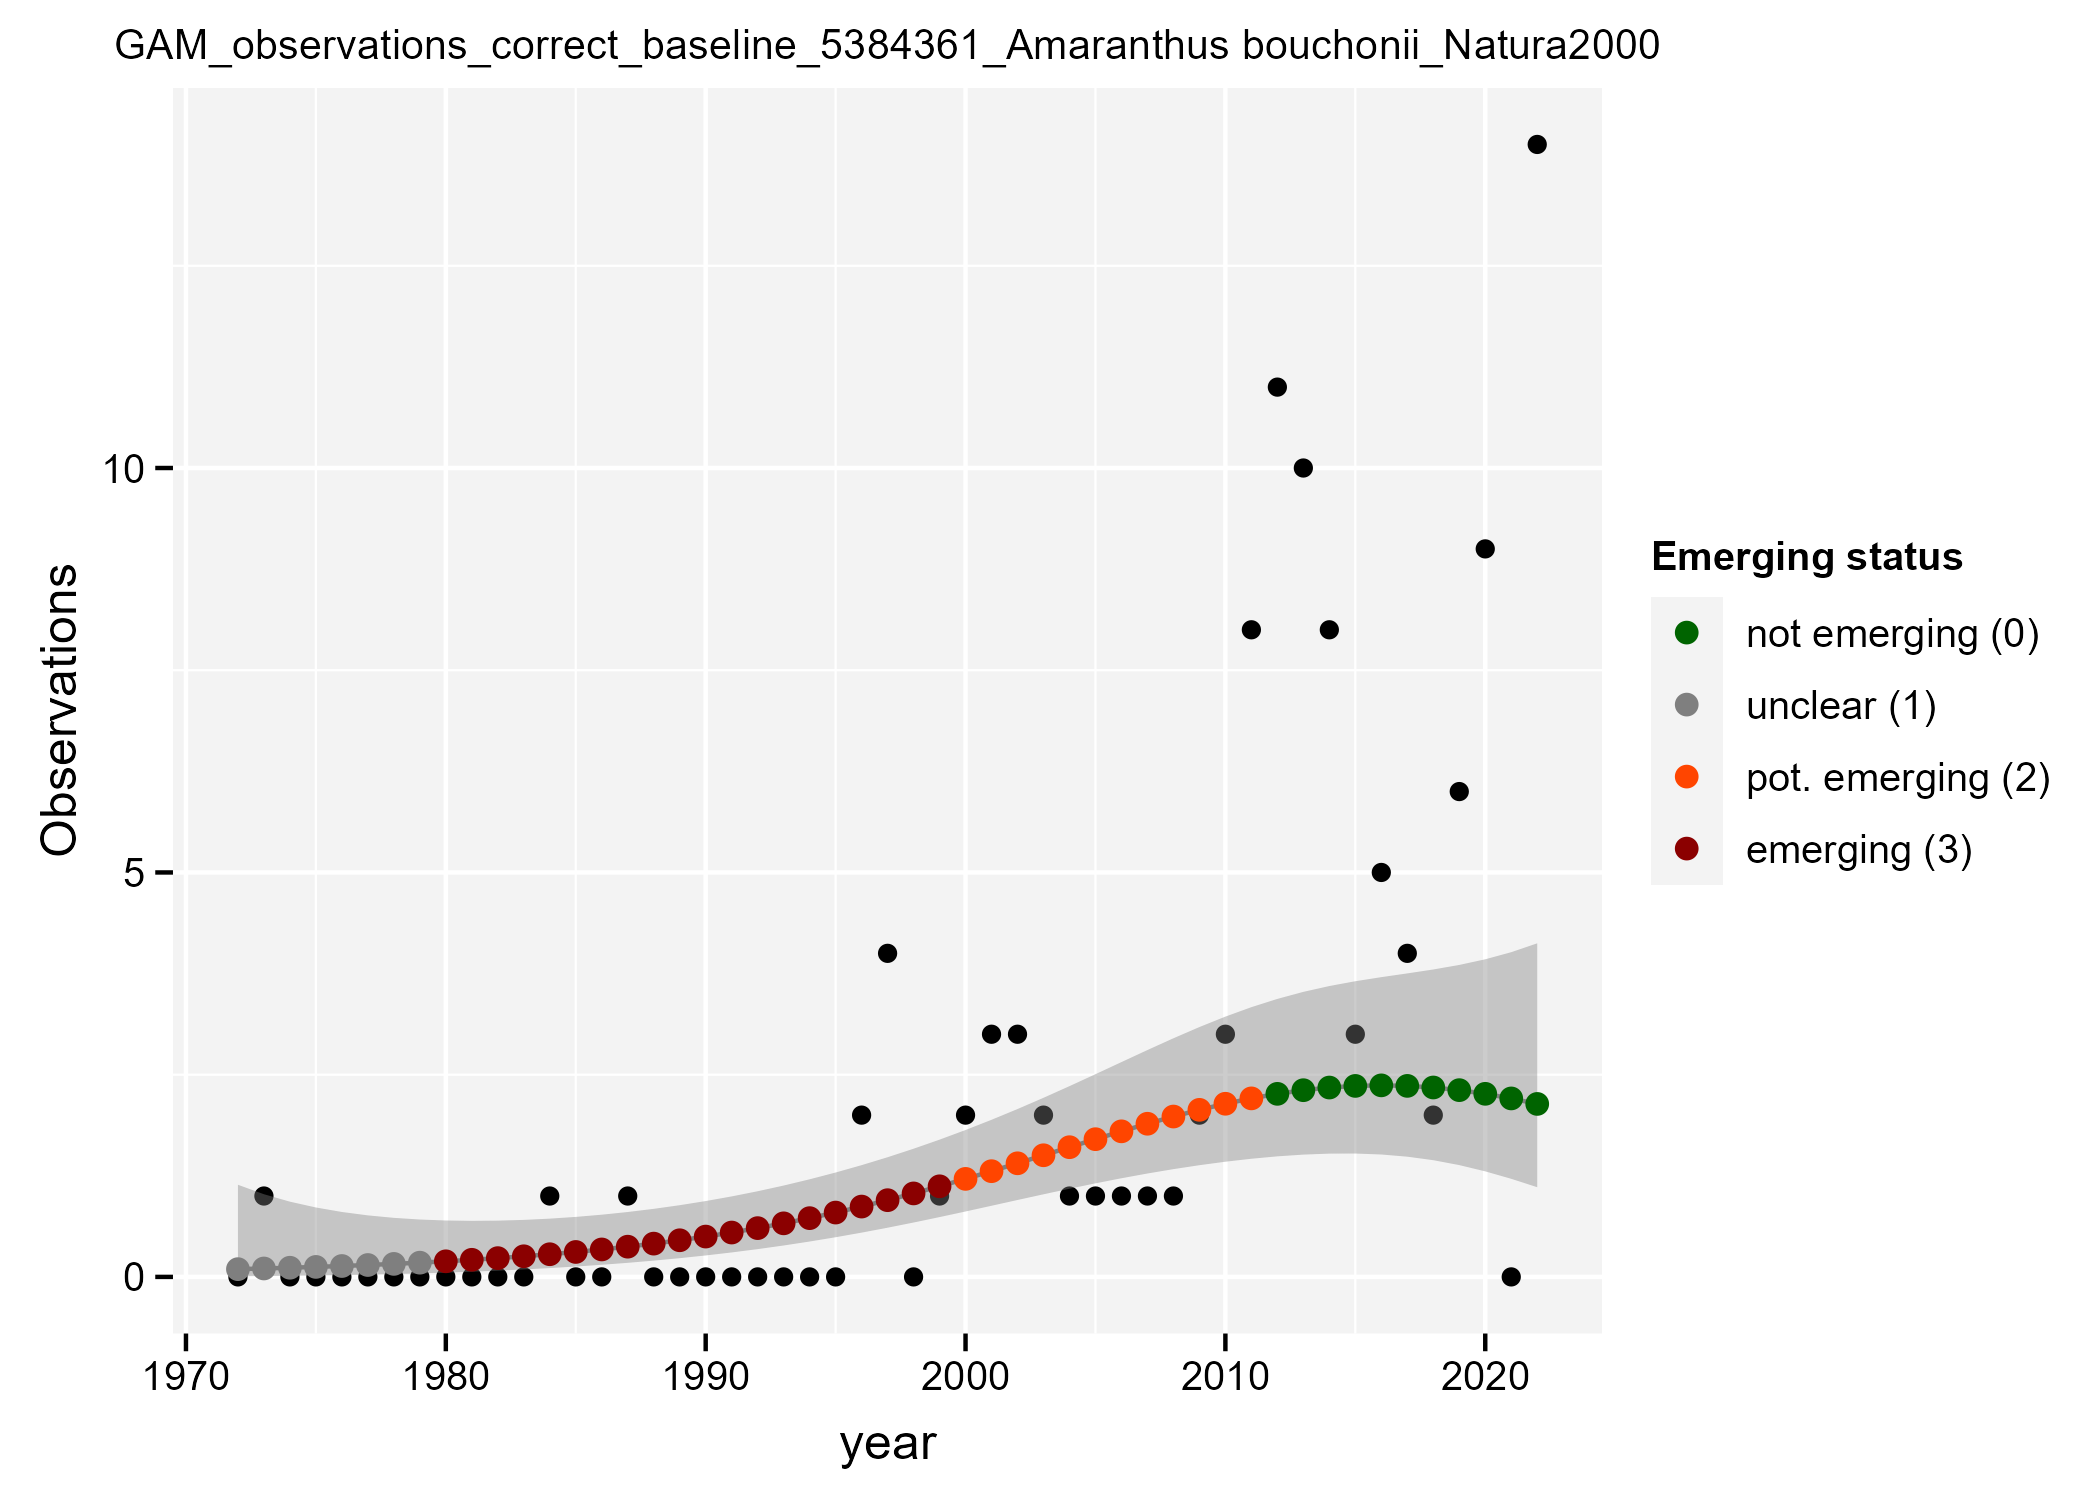 GAM_observations_correct_baseline_5384361_Amaranthus bouchonii_Natura2000
Observations
10
5
0
1970 1980 1990 2000 2010 2020
year
Emerging status
not emerging (0)
unclear (1)
pot. emerging (2)
emerging (3)